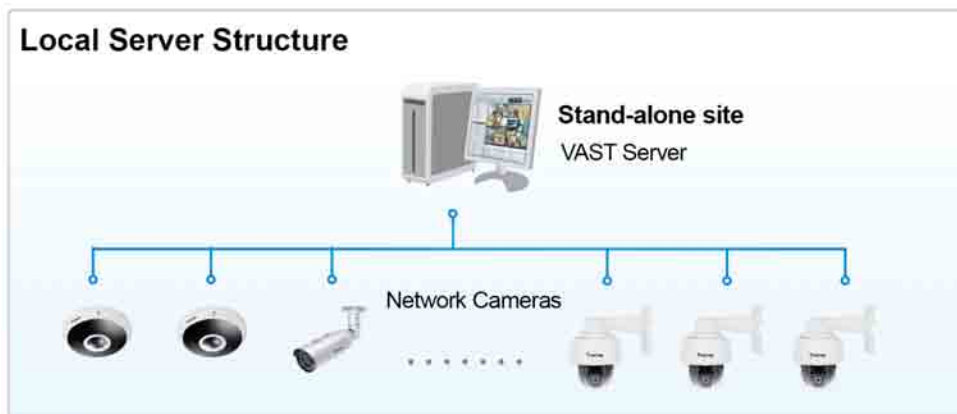 Local Server Structure
Stand-alone site
VAST Server
Network Cameras